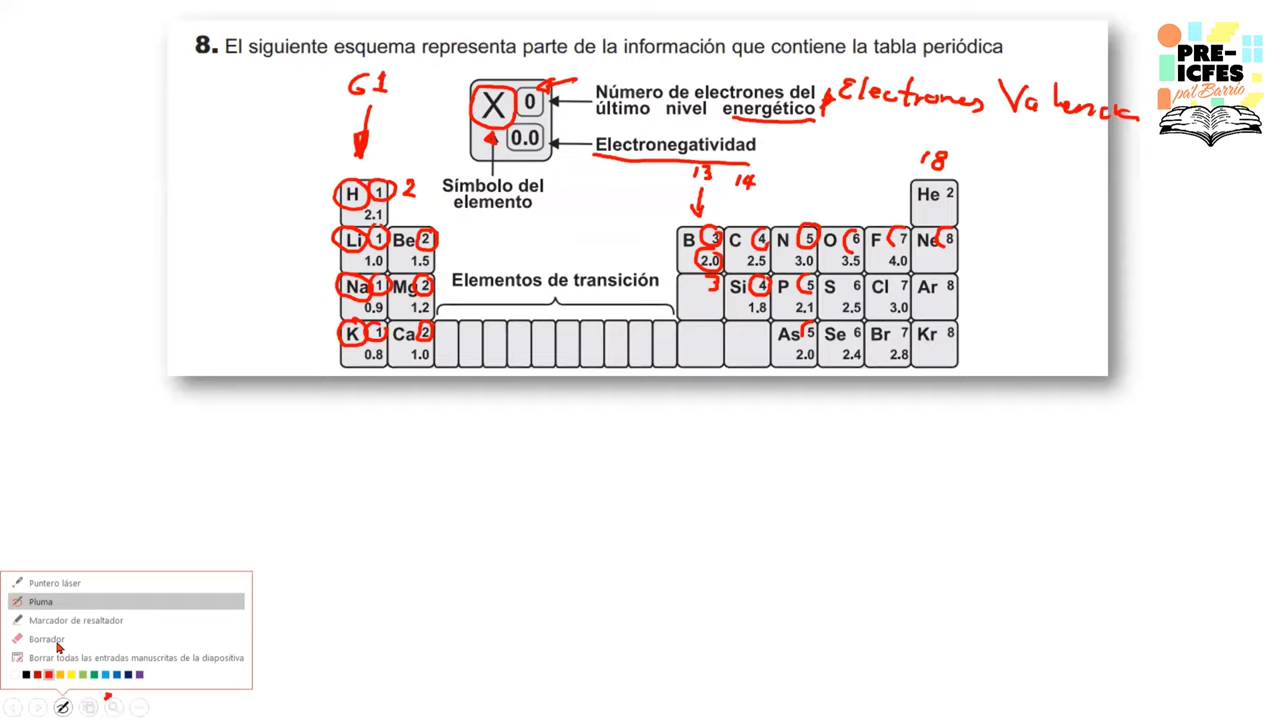 8. El siguiente esquema representa parte de la información que contiene la tabla periódica
PRE-
ICFES
pal' Barrio
G1
X 0
0.0
Número de electrones del
último nivel energético
Electrones Valencia
Electronegatividad
Símbolo del
elemento
13
14
18
H 1 2
2.1
He 2
Li 1 Be 2 B 3 C 4 N 5 O 6 F 7 Ne 8
1.0 1.5 2.0 2.5 3.0 3.5 4.0
Elementos de transición
Na 1 Mg 2 3 Si 4 P 5 S 6 Cl 7 Ar 8
0.9 1.2 1.8 2.1 2.5 3.0
K 1 Ca 2 As 5 Se 6 Br 7 Kr 8
0.8 1.0 2.0 2.4 2.8
Puntero láser
Pluma
Marcador de resaltador
Borrador
Borrar todas las entradas manuscritas de la diapositiva